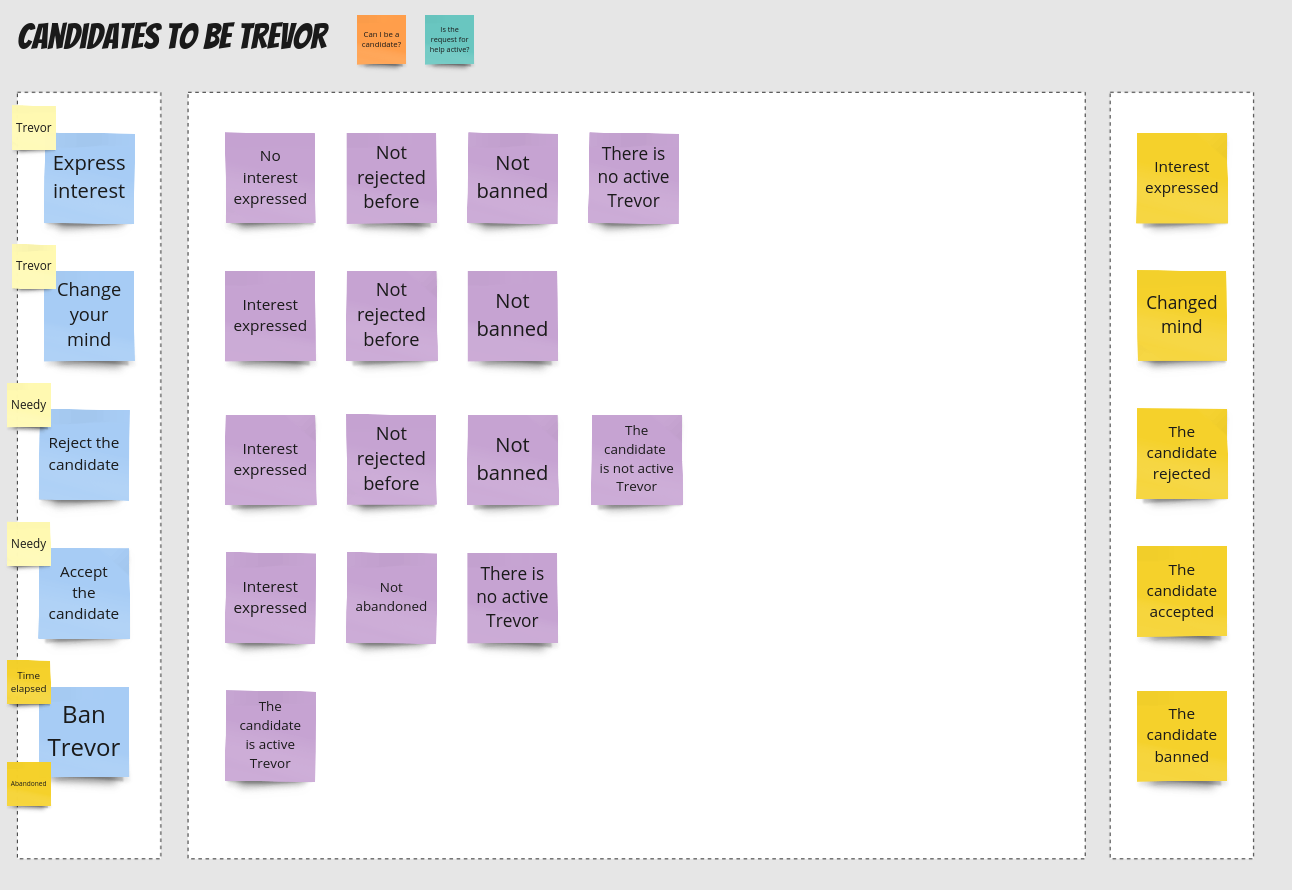 CANDIDATES TO BE TREVOR
Can I be a
candidate?
Is the
request for
help active?
Trevor
Express
interest
No
interest
expressed
Not
rejected
before
Not
banned
There is
no active
Trevor
Interest
expressed
Trevor
Change
your
mind
Interest
expressed
Not
rejected
before
Not
banned
Changed
mind
Needy
Reject the
candidate
Interest
expressed
Not
rejected
before
Not
banned
The
candidate
is not active
Trevor
The
candidate
rejected
Needy
Accept
the
candidate
Interest
expressed
Not
abandoned
There is
no active
Trevor
The
candidate
accepted
Time
elapsed
Ban
Trevor
Abandoned
The
candidate
is active
Trevor
The
candidate
banned